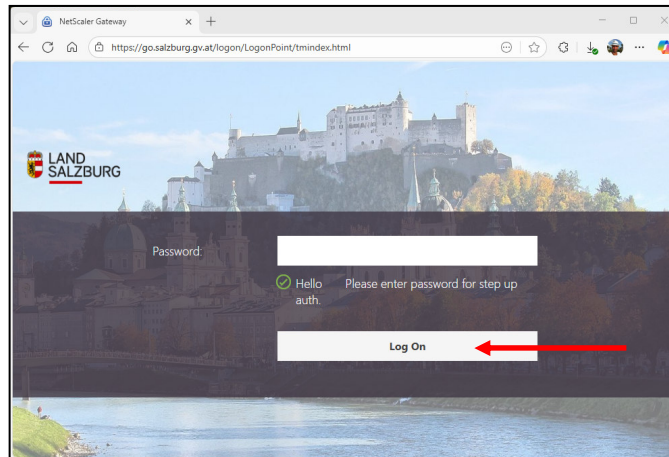 NetScaler Gateway
https://go.salzburg.gv.at/logon/LogonPoint/tmindex.html
LAND
SALZBURG
Password:
Hello Please enter password for step up
auth.
Log On